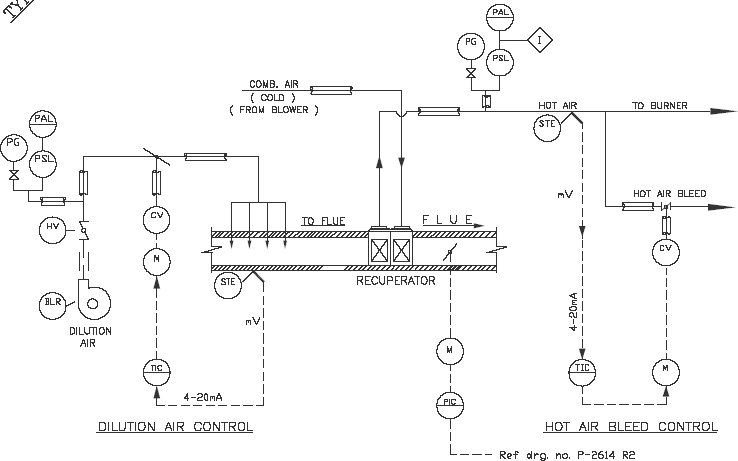 TY
PAL
PG
I
PSL
COMB. AIR
( COLD )
( FROM BLOWER )
HOT AIR
TO BURNER
STE
PAL
PG
PSL
mV
HOT AIR BLEED
CV
HV
TO FLUE
FLUE
CV
M
STE
RECUPERATOR
BLR
mV
4-20mA
DILUTION
AIR
M
TIC
TIC
M
4-20mA
PIC
DILUTION AIR CONTROL
HOT AIR BLEED CONTROL
Ref drg. no. P-2614 R2